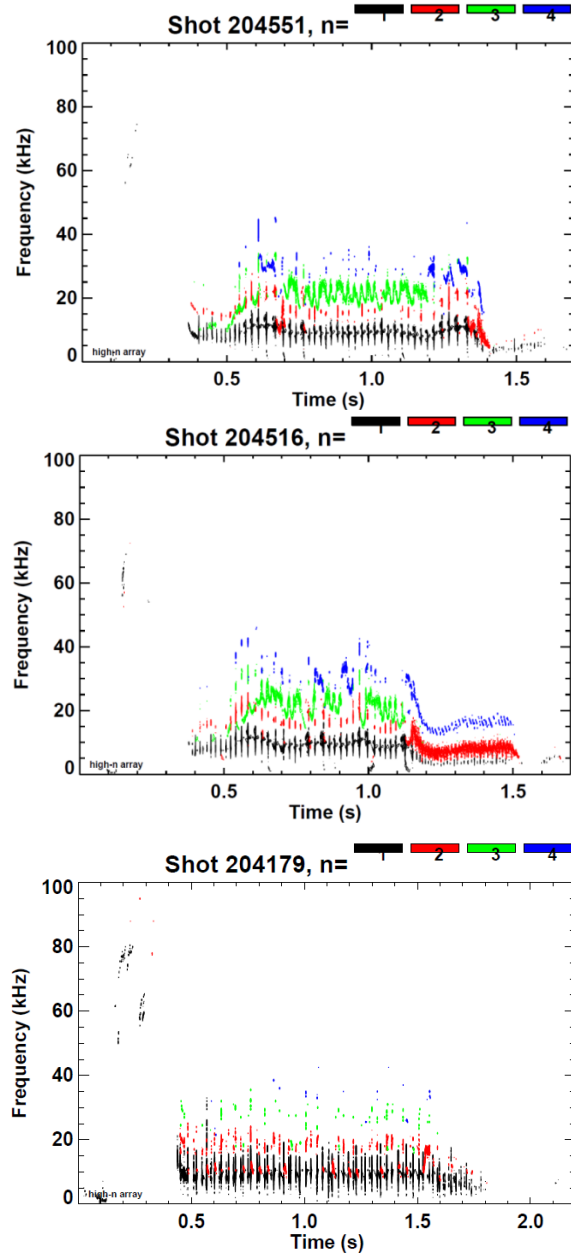 Shot 204551, n=
1 2 3 4
100
80
60
40
20
0
Frequency (kHz)
high-n array
0.5 1.0 1.5
Time (s)
Shot 204516, n=
1 2 3 4
100
80
60
40
20
0
Frequency (kHz)
high-n array
0.5 1.0 1.5
Time (s)
Shot 204179, n=
1 2 3 4
100
80
60
40
20
0
Frequency (kHz)
high-n array
0.5 1.0 1.5 2.0
Time (s)